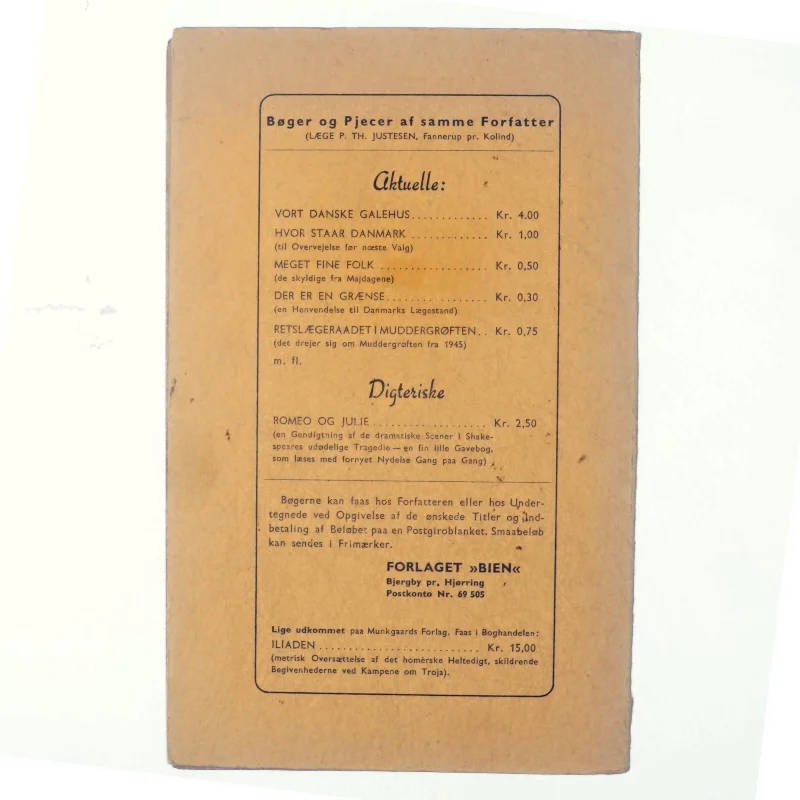 Bøger og Pjecer af samme Forfatter
(LÆGE P. TH. JUSTESEN, Fannerup pr. Kolind)
Aktuelle:
VORT DANSKE GALEHUS............. Kr. 4.00
HVOR STAAR DANMARK ............. Kr. 1,00
(til Overvejelse før næste Valg)
MEGET FINE FOLK .................. Kr. 0,50
(de skyldige fra Majdagene)
DER ER EN GRÆNSE................. Kr. 0,30
(en Henvendelse til Danmarks Lægestand)
RETSLÆGERAADET I MUDDERGRØFTEN.. Kr. 0,75
(det drejer sig om Muddergrøften fra 1945)
m. fl.
Digteriske
ROMEO OG JULIE................... Kr. 2,50
(en Gendigtning af de dramatiske Scener i Shake-
speares udødelige Tragedie — en fin lille Gavebog,
som læses med fornyet Nydelse Gang paa Gang)
Bøgerne kan faas hos Forfatteren eller hos Under-
tegnede ved Opgivelse af de ønskede Titler og Ind-
betaling af Beløbet paa en Postgiroblanket. Smaabeløb
kan sendes i Frimærker.
FORLAGET »BIEN«
Bjergby pr. Hjørring
Postkonto Nr. 69 505
Lige udkommet paa Munkgaards Forlag. Faas i Boghandelen:
ILIADEN ........................... Kr. 15,00
(metrisk Oversættelse af det homerske Heltedigt, skildrende
Begivenhederne ved Kampene om Troja).